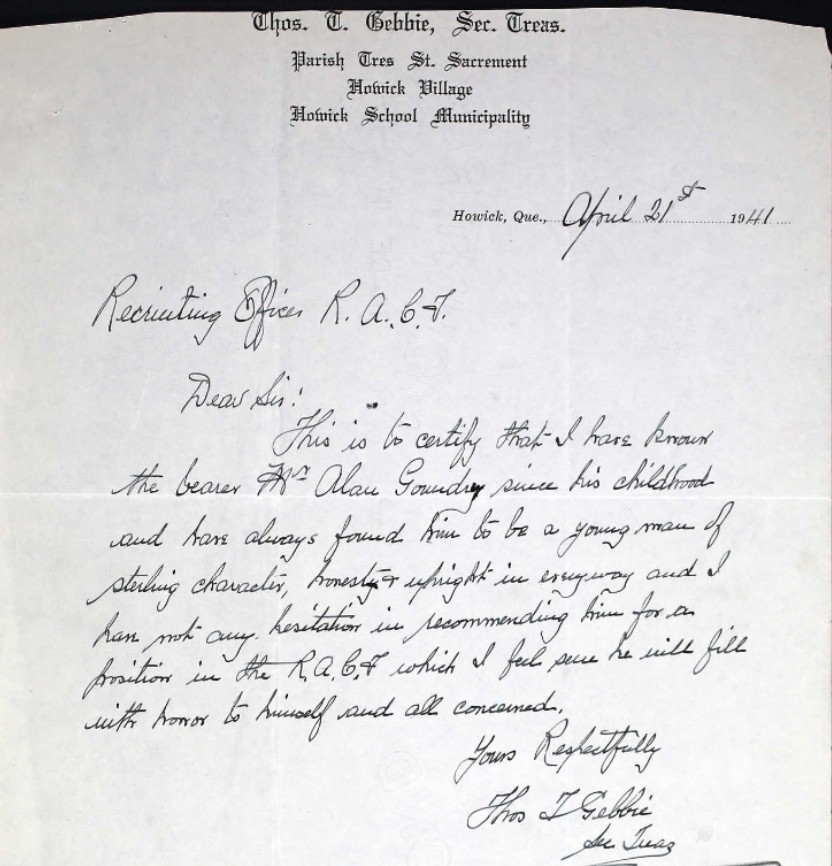 Thos. T. Gebbie, Sec. Treas.
Parish Tres St. Sacrement
Howick Village
Howick School Municipality
Howick, Que., April 21st 1941
Recruiting Officer R. A. C. F.
Dear Sir:
This is to certify that I have known
the bearer Mr Alan Goundrey since his childhood
and have always found him to be a young man of
sterling character, honesty & upright in everyway and I
have not any hesitation in recommending him for a
position in the R.A.C.F which I feel sure he will fill
with honor to himself and all concerned.
Yours Respectfully
Thos T Gebbie
Sec Treas